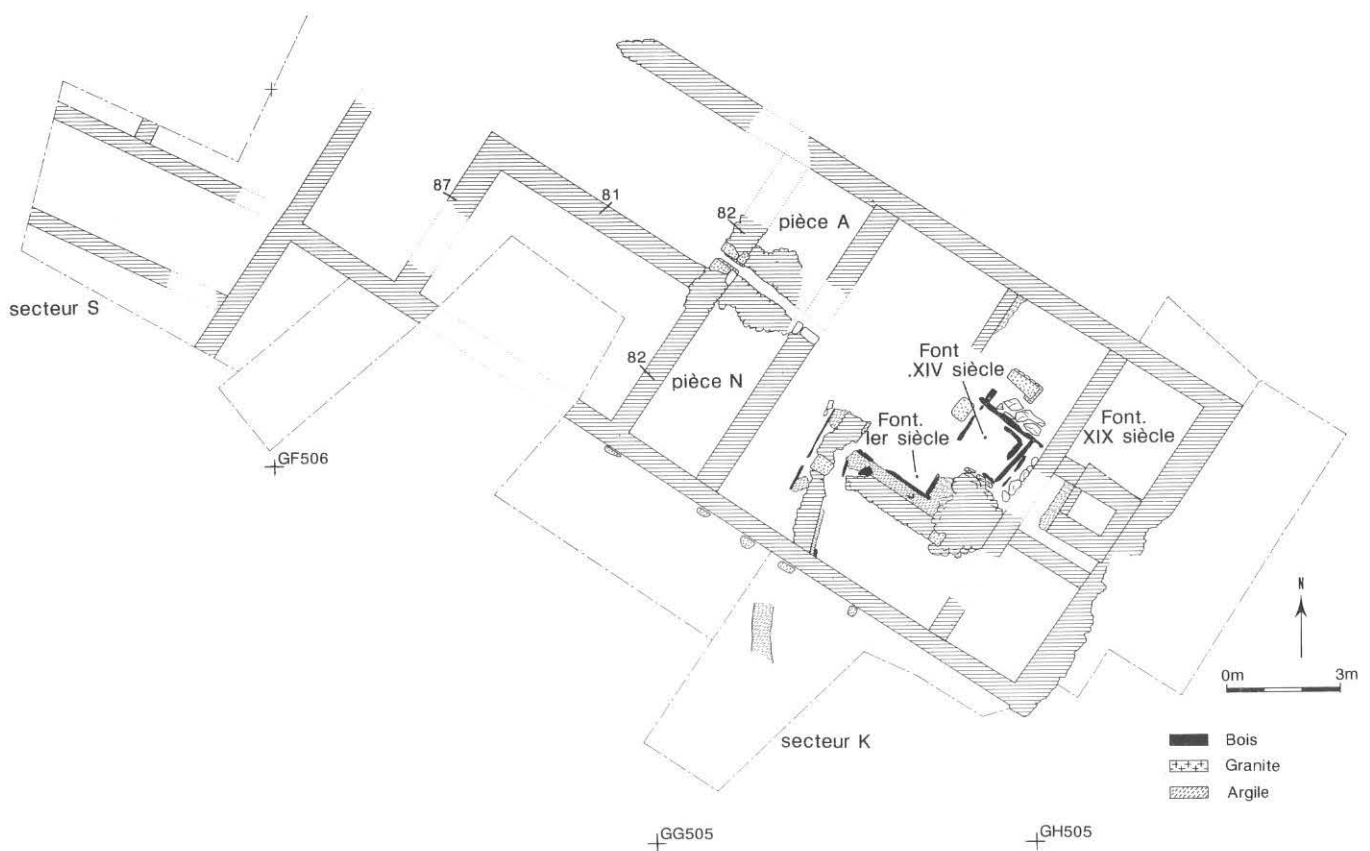 87
81
82
pièce A
secteur S
Font
.XIV siècle
82
pièce N
Font.
1er siècle
Font.
XIX siècle
GF506
N
0m 3m
secteur K
Bois
Granite
Argile
GG505
GH505